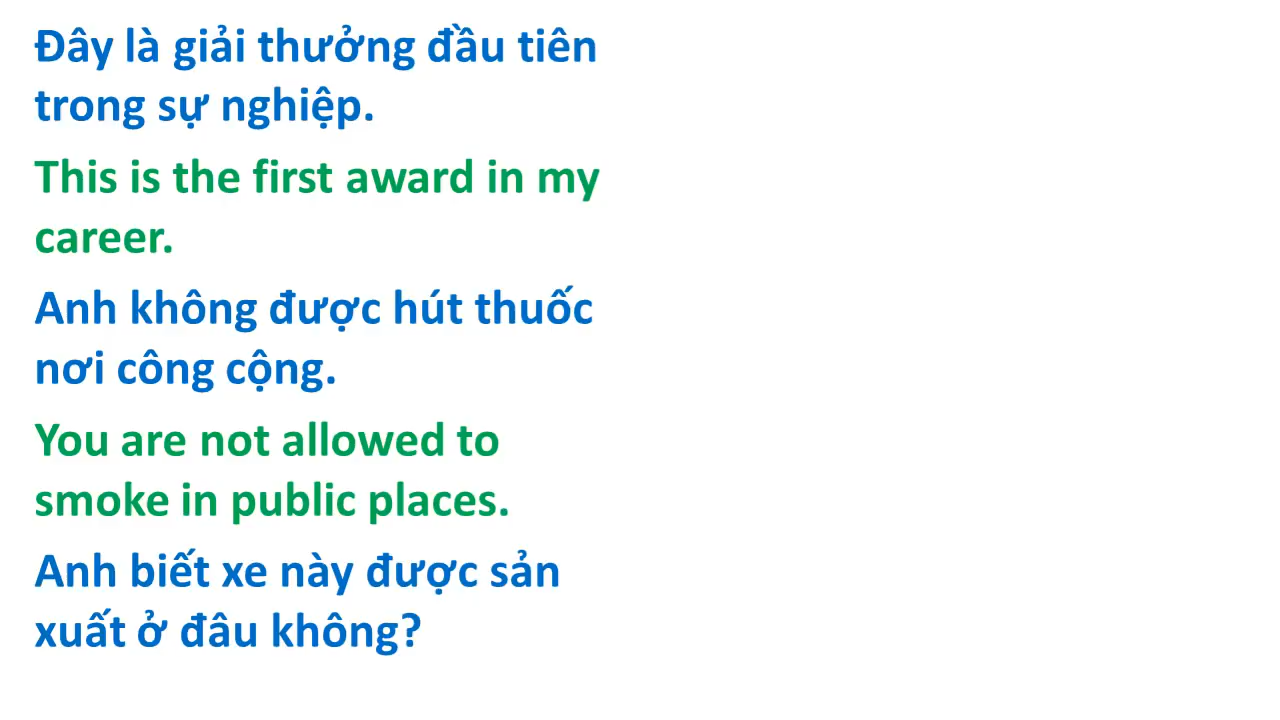 Đây là giải thưởng đầu tiên
trong sự nghiệp.
This is the first award in my
career.
Anh không được hút thuốc
nơi công cộng.
You are not allowed to
smoke in public places.
Anh biết xe này được sản
xuất ở đâu không?